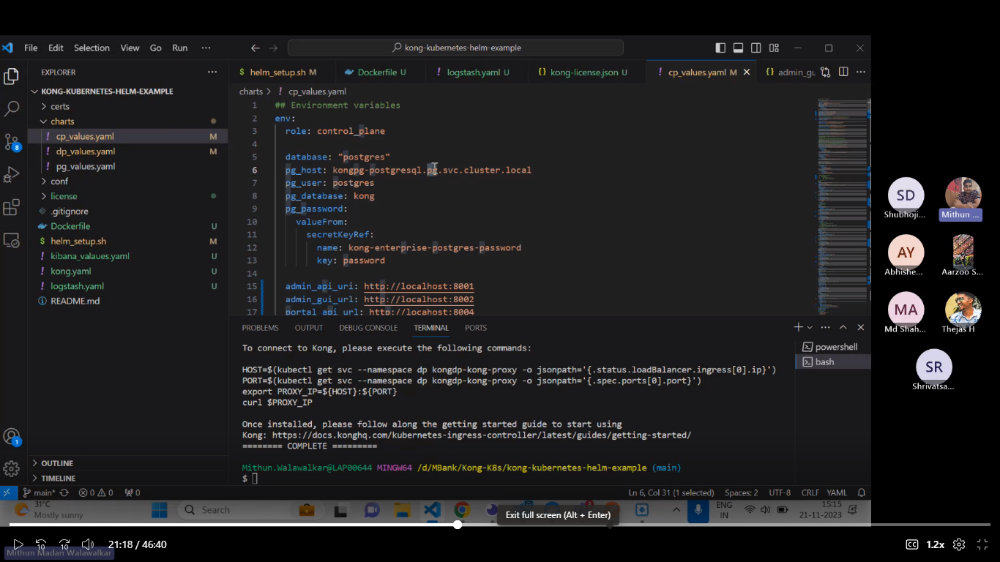 File Edit Selection View Go Run ···
kong-kubernetes-helm-example
EXPLORER ···
KONG-KUBERNETES-HELM-EXAMPLE
certs
charts
cp_values.yaml M
dp_values.yaml M
pg_values.yaml
conf
license
.gitignore
Dockerfile U
helm_setup.sh M
kibana_valaues.yaml U
kong.yaml U
logstash.yaml U
README.md
OUTLINE
TIMELINE
helm_setup.sh M Dockerfile U logstash.yaml U kong-license.json U cp_values.yaml M admin_gu
charts > cp_values.yaml
1 ## Environment variables
2 env:
3 role: control_plane
4
5 database: "postgres"
6 pg_host: kongpg-postgresql.pg.svc.cluster.local
7 pg_user: postgres
8 pg_database: kong
9 pg_password:
10 valueFrom:
11 secretKeyRef:
12 name: kong-enterprise-postgres-password
13 key: password
14
15 admin_api_uri: http://localhost:8001
16 admin_gui_url: http://localhost:8002
17 portal_api_url: http://locahost:8004
PROBLEMS OUTPUT DEBUG CONSOLE TERMINAL PORTS
To connect to Kong, please execute the following commands:
HOST=$(kubectl get svc --namespace dp kongdp-kong-proxy -o jsonpath='{.status.loadBalancer.ingress[0].ip}')
PORT=$(kubectl get svc --namespace dp kongdp-kong-proxy -o jsonpath='{.spec.ports[0].port}')
export PROXY_IP=${HOST}:${PORT}
curl $PROXY_IP
Once installed, please follow along the getting started guide to start using
Kong: https://docs.konghq.com/kubernetes-ingress-controller/latest/guides/getting-started/
======== COMPLETE =========
Mithun.Walawalkar@LAP00644 MINGW64 /d/MBank/Kong-K8s/kong-kubernetes-helm-example (main)
$
powershell
bash
8
1
main* 0 0 0 Ln 6, Col 31 (1 selected) Spaces: 2 UTF-8 CRLF YAML
31°C
Mostly sunny
Search
ENG
IN
15:15
21-11-2023
Exit full screen (Alt + Enter)
10 10 21:18 / 46:40 CC 1.2x
Mithun Madan Walawalkar
SD
Shubhoji...
Mithun ...
AY
Abhishe...
Aarzoo S...
MA
Md Shah...
Thejas H
SR
Shrivatsa...